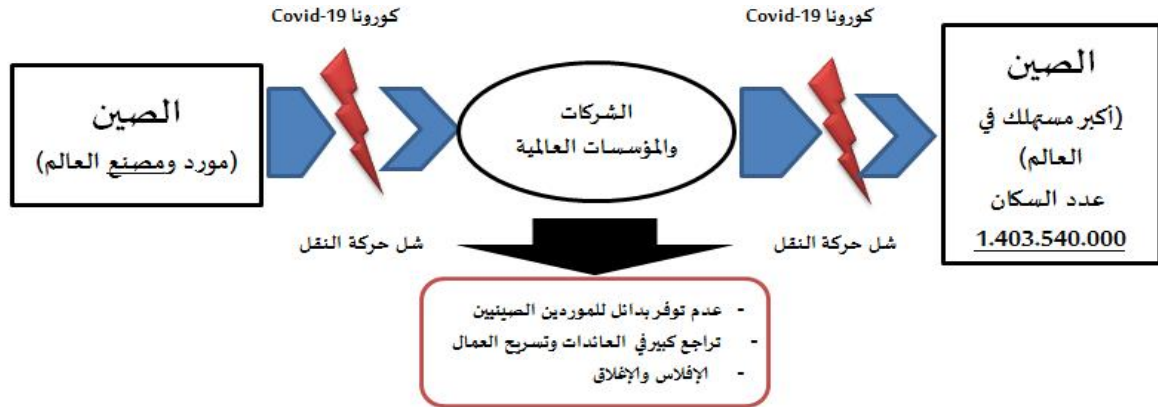 كورونا Covid-19
كورونا Covid-19
الصين
(أكبر مستهلك في
العالم)
عدد السكان
1.403.540.000
الشركات
والمؤسسات العالمية
الصين
(مورد ومصنع العالم)
شل حركة النقل
شل حركة النقل
- عدم توفر بدائل للموردين الصينيين
- تراجع كبير في العائدات وتسريح العمال
- الإفلاس والإغلاق